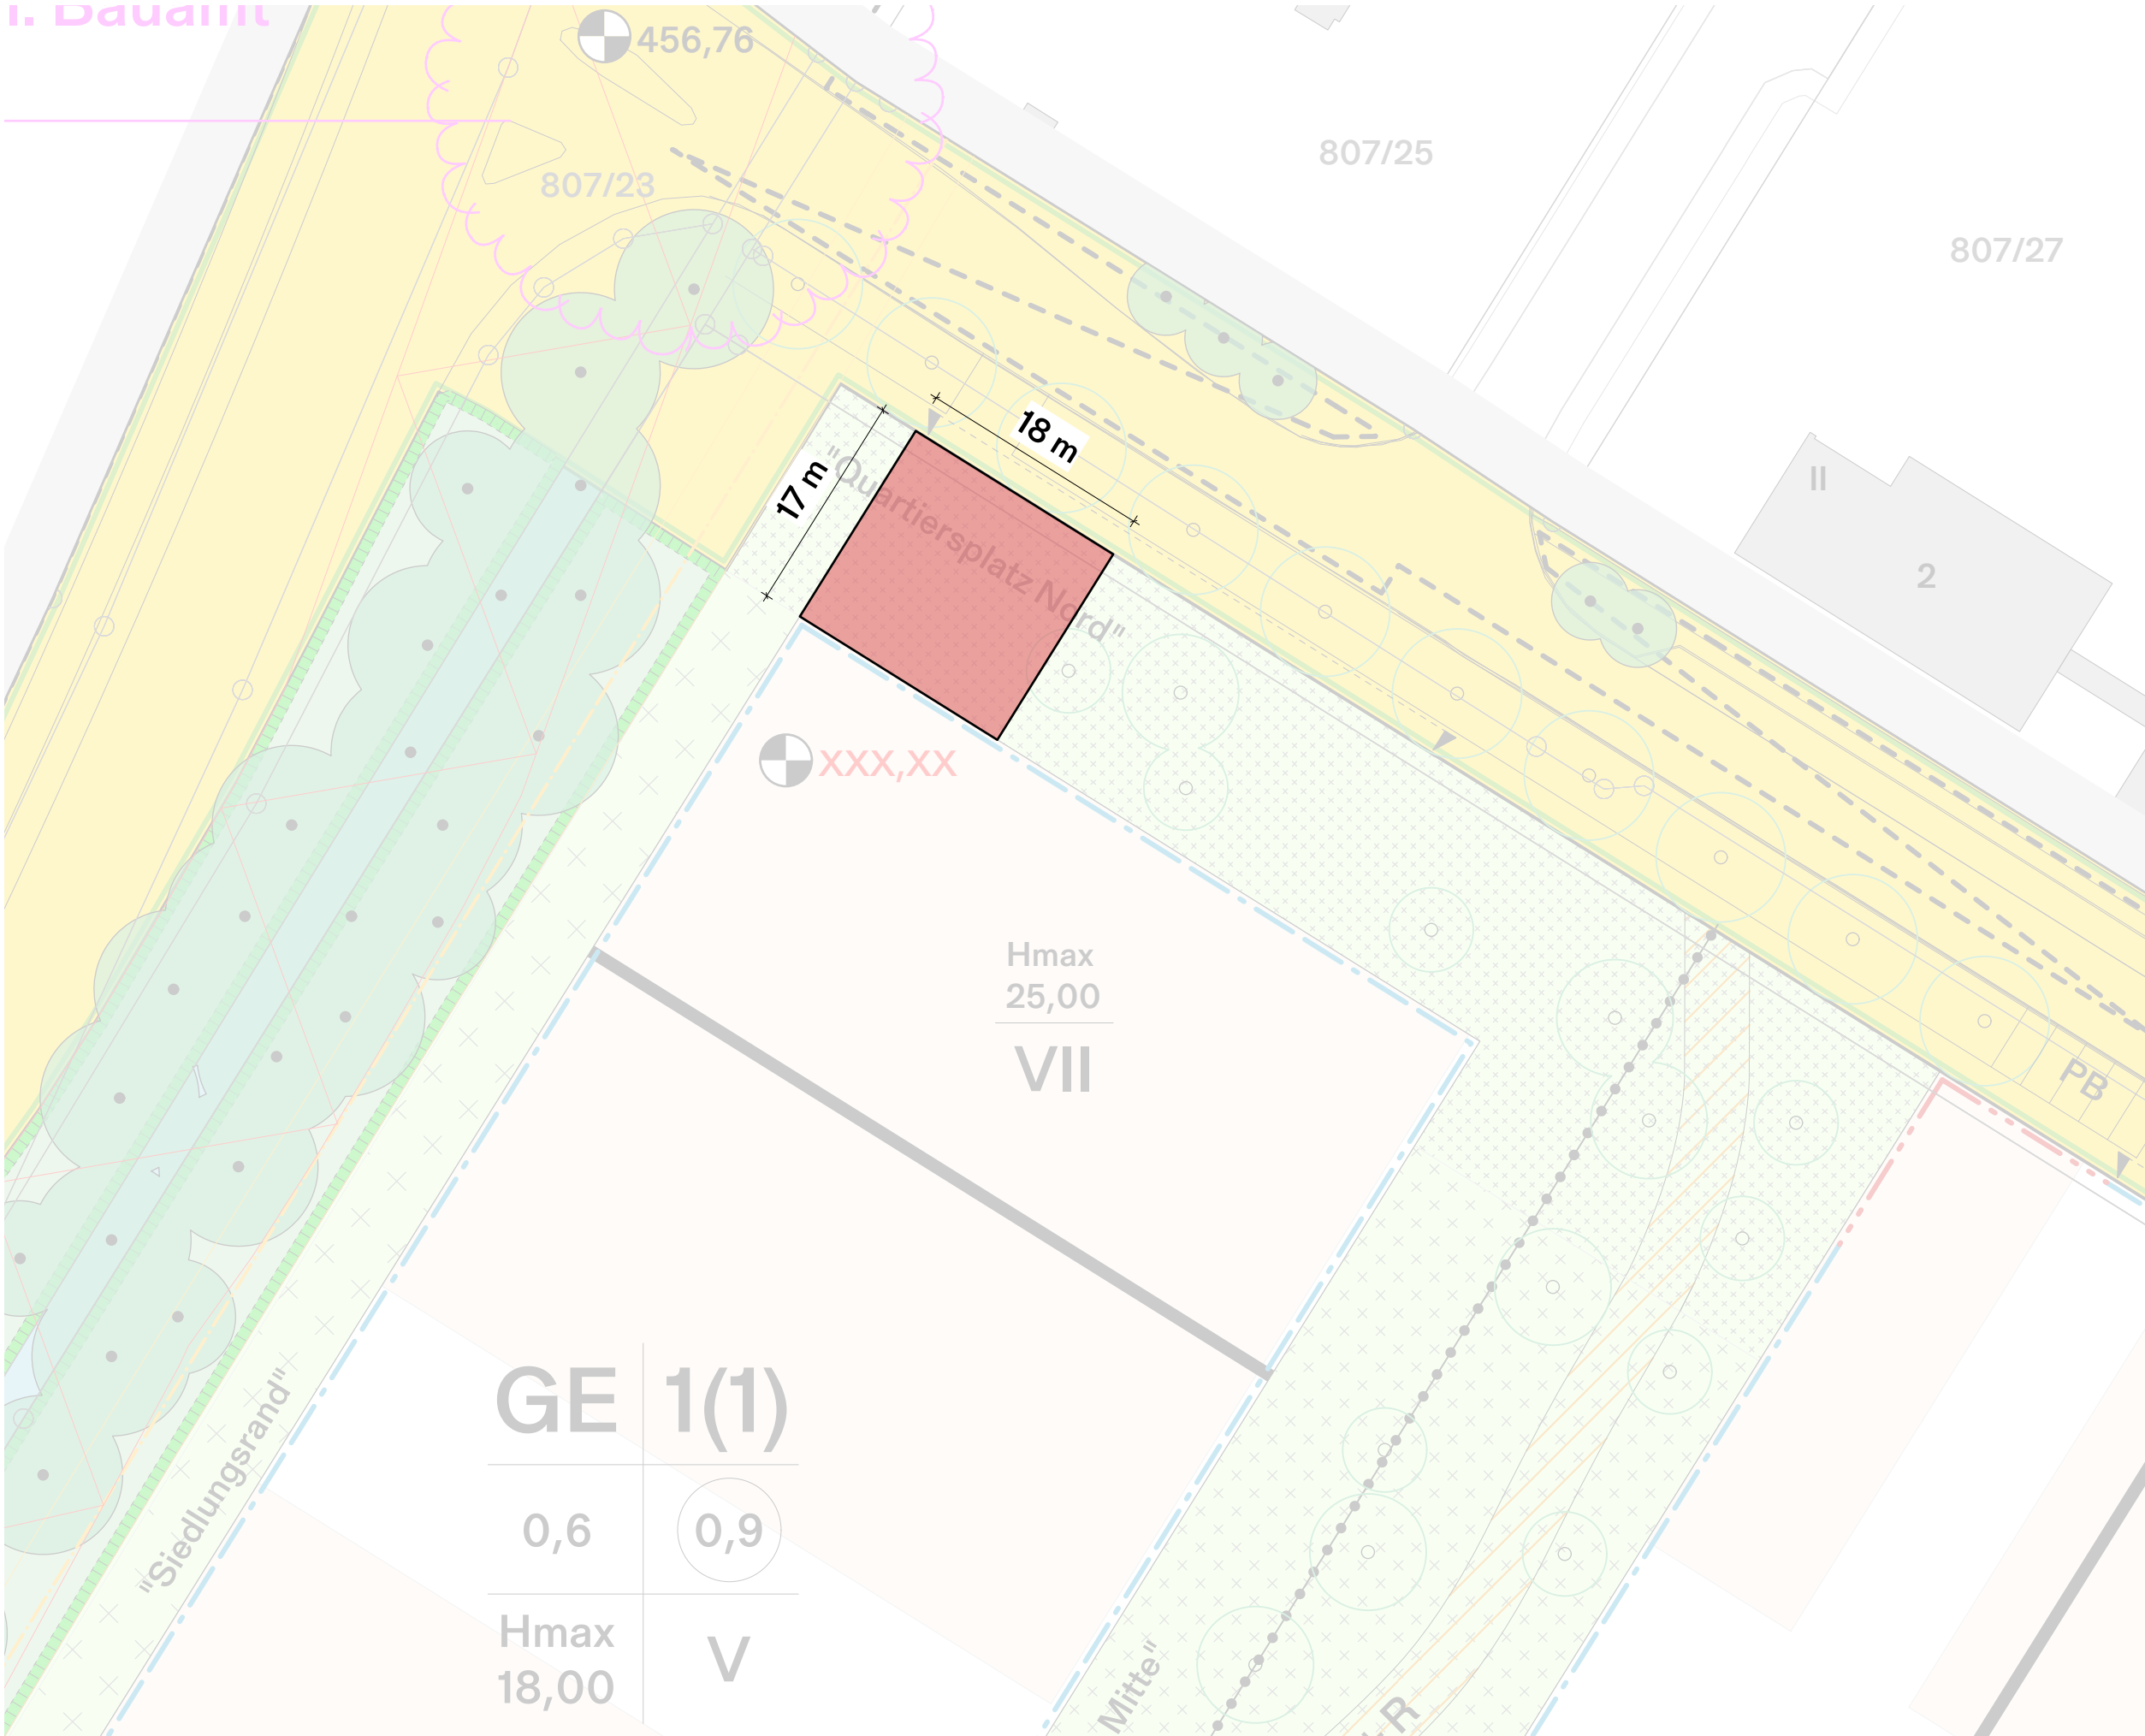 . Bauamt
456,76
807/23
807/25
807/27
18 m
17 m
"Quartiersplatz Nord"
II
2
XXX,XX
Hmax
25,00
VII
PB
GE 1(1)
0,6 0,9
Hmax
18,00
V
"Siedlungsrand"
Mitte"
R